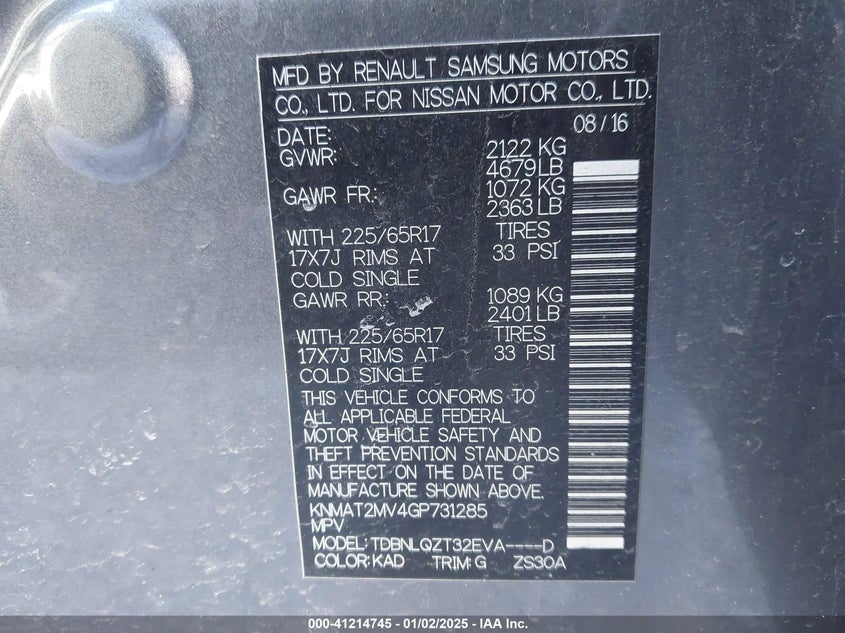 MFD BY RENAULT SAMSUNG MOTORS
CO., LTD. FOR NISSAN MOTOR CO., LTD.
DATE: 08/16
GVWR: 2122 KG
4679 LB
GAWR FR: 1072 KG
2363 LB
WITH 225/65R17 TIRES
17X7J RIMS AT 33 PSI
COLD SINGLE
GAWR RR: 1089 KG
2401 LB
WITH 225/65R17 TIRES
17X7J RIMS AT 33 PSI
COLD SINGLE
THIS VEHICLE CONFORMS TO
ALL APPLICABLE FEDERAL
MOTOR VEHICLE SAFETY AND
THEFT PREVENTION STANDARDS
IN EFFECT ON THE DATE OF
MANUFACTURE SHOWN ABOVE.
KNMAT2MV4GP731285
MPV
MODEL: TDBNLQZT32EVA----D
COLOR: KAD TRIM: G ZS30A
000-41214745 - 01/02/2025 - IAA Inc.